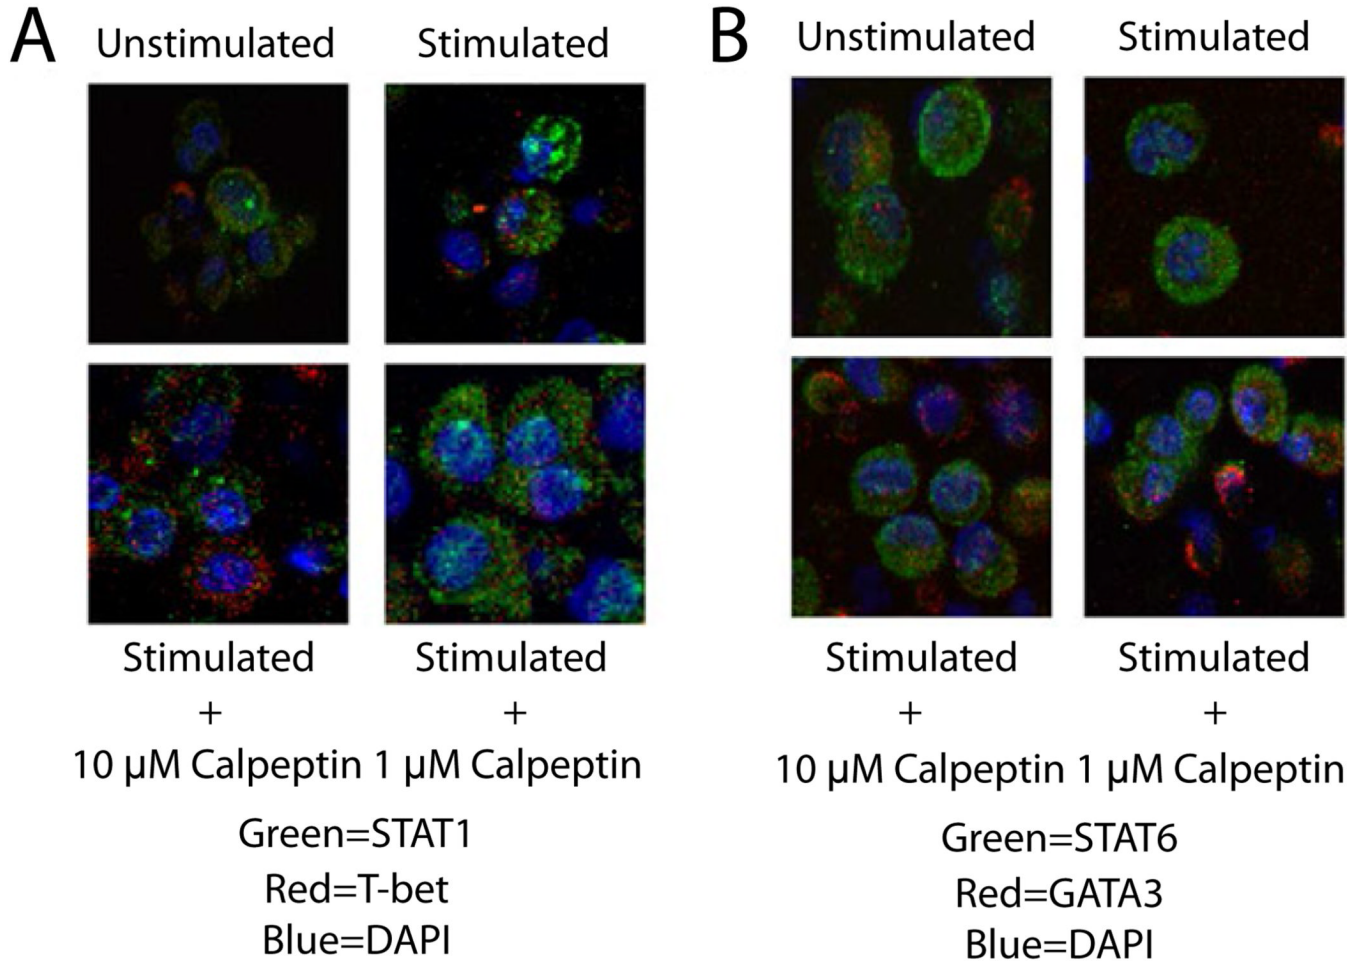 A
Unstimulated
Stimulated
Stimulated
+
10 µM Calpeptin
Stimulated
+
1 µM Calpeptin
Green=STAT1
Red=T-bet
Blue=DAPI
B
Unstimulated
Stimulated
Stimulated
+
10 µM Calpeptin
Stimulated
+
1 µM Calpeptin
Green=STAT6
Red=GATA3
Blue=DAPI